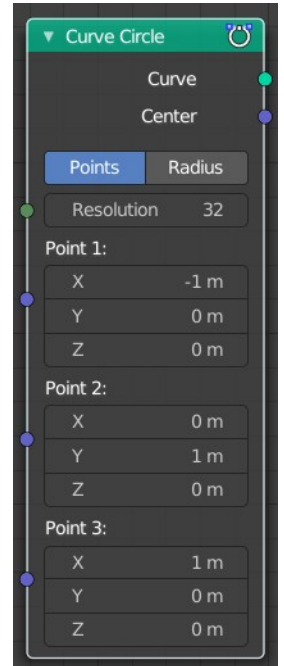 Curve Circle
Curve
Center
Points Radius
Resolution 32
Point 1:
X -1 m
Y 0 m
Z 0 m
Point 2:
X 0 m
Y 1 m
Z 0 m
Point 3:
X 1 m
Y 0 m
Z 0 m